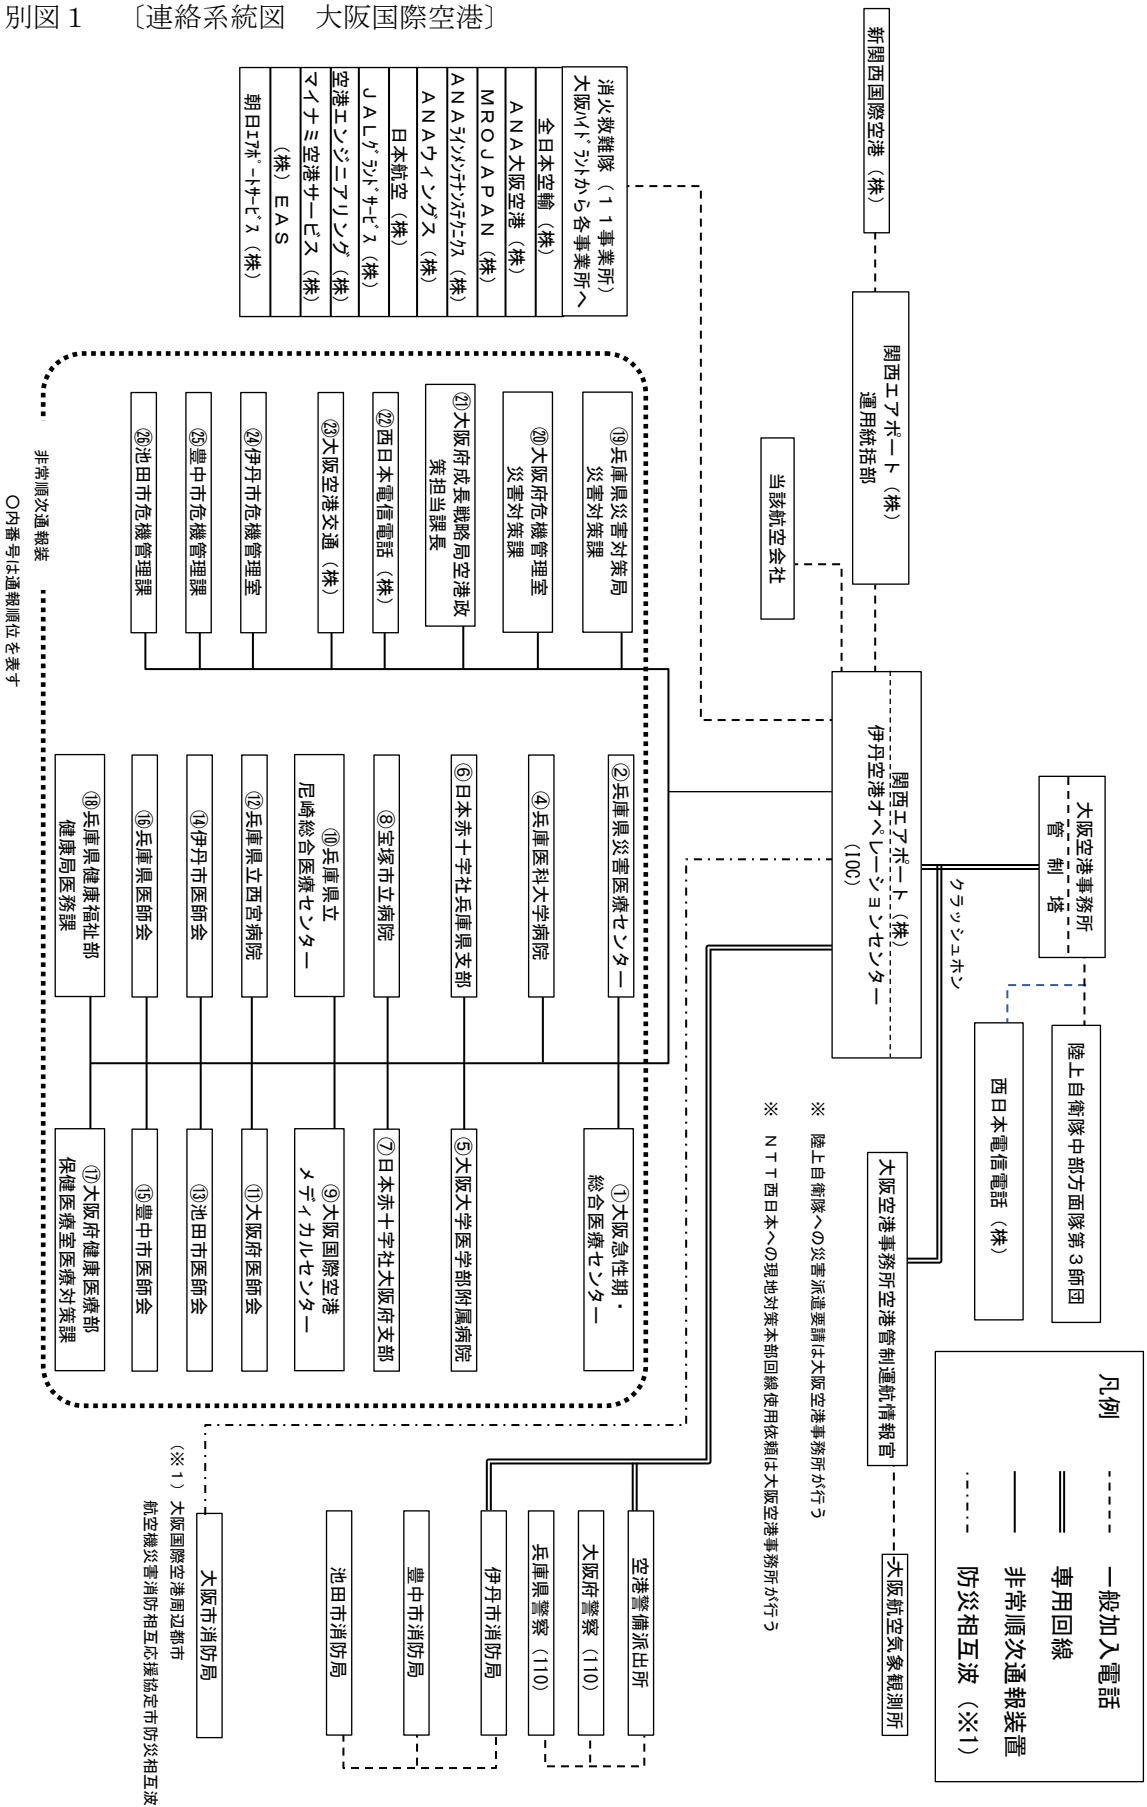 別図１　〔連絡系統図　大阪国際空港〕
新関西国際空港（株）
関西エアポート（株）
運用統括部
当該航空会社
消火救難隊（１１事業所）
大阪ﾊｲﾄﾞﾗﾝﾄから各事業所へ
全日本空輸（株）
ＡＮＡ大阪空港（株）
ＭＲＯＪＡＰＡＮ（株）
ＡＮＡﾗｲﾝﾒﾝﾃﾅﾝｽﾃｸﾆｸｽ（株）
ＡＮＡウィングス（株）
日本航空（株）
ＪＡＬｸﾞﾗﾝﾄﾞｻｰﾋﾞｽ（株）
空港エンジニアリング（株）
マイナミ空港サービス（株）
（株）ＥＡＳ
朝日ｴｱﾎﾟｰﾄサービス（株）
大阪空港事務所
管　制　塔
クラッシュホン
関西エアポート（株）
伊丹空港オペレーションセンター
（IOC）
陸上自衛隊中部方面隊第３師団
西日本電信電話（株）
大阪空港事務所空港管制運航情報官
大阪航空気象観測所
※　陸上自衛隊への災害派遣要請は大阪空港事務所が行う
※　ＮＴＴ西日本への現地対策本部回線使用依頼は大阪空港事務所が行う
凡例
一般加入電話
専用回線
非常順次通報装置
防災相互波（※1）
⑲兵庫県災害対策局
災害対策課
⑳大阪府危機管理室
災害対策課
㉑大阪府成長戦略局空港政
策担当課長
㉒西日本電信電話（株）
㉓大阪空港交通（株）
㉔伊丹市危機管理室
㉕豊中市危機管理課
㉖池田市危機管理課
②兵庫県災害医療センター
④兵庫医科大学病院
⑥日本赤十字社兵庫県支部
⑧宝塚市立病院
⑩兵庫県立
尼崎総合医療センター
⑫兵庫県立西宮病院
⑭伊丹市医師会
⑯兵庫県医師会
⑱兵庫県健康福祉部
健康局医務課
①大阪急性期・
総合医療センター
⑤大阪大学医学部附属病院
⑦日本赤十字社大阪府支部
⑨大阪国際空港
メディカルセンター
⑪大阪府医師会
⑬池田市医師会
⑮豊中市医師会
⑰大阪府健康医療部
保健医療室医療対策課
空港警備派出所
大阪府警察（110）
兵庫県警察（110）
伊丹市消防局
豊中市消防局
池田市消防局
大阪市消防局
（※１）大阪国際空港周辺都市
航空機災害消防相互応援協定市防災相互波
非常順次通報装
○内番号は通報順位を表す